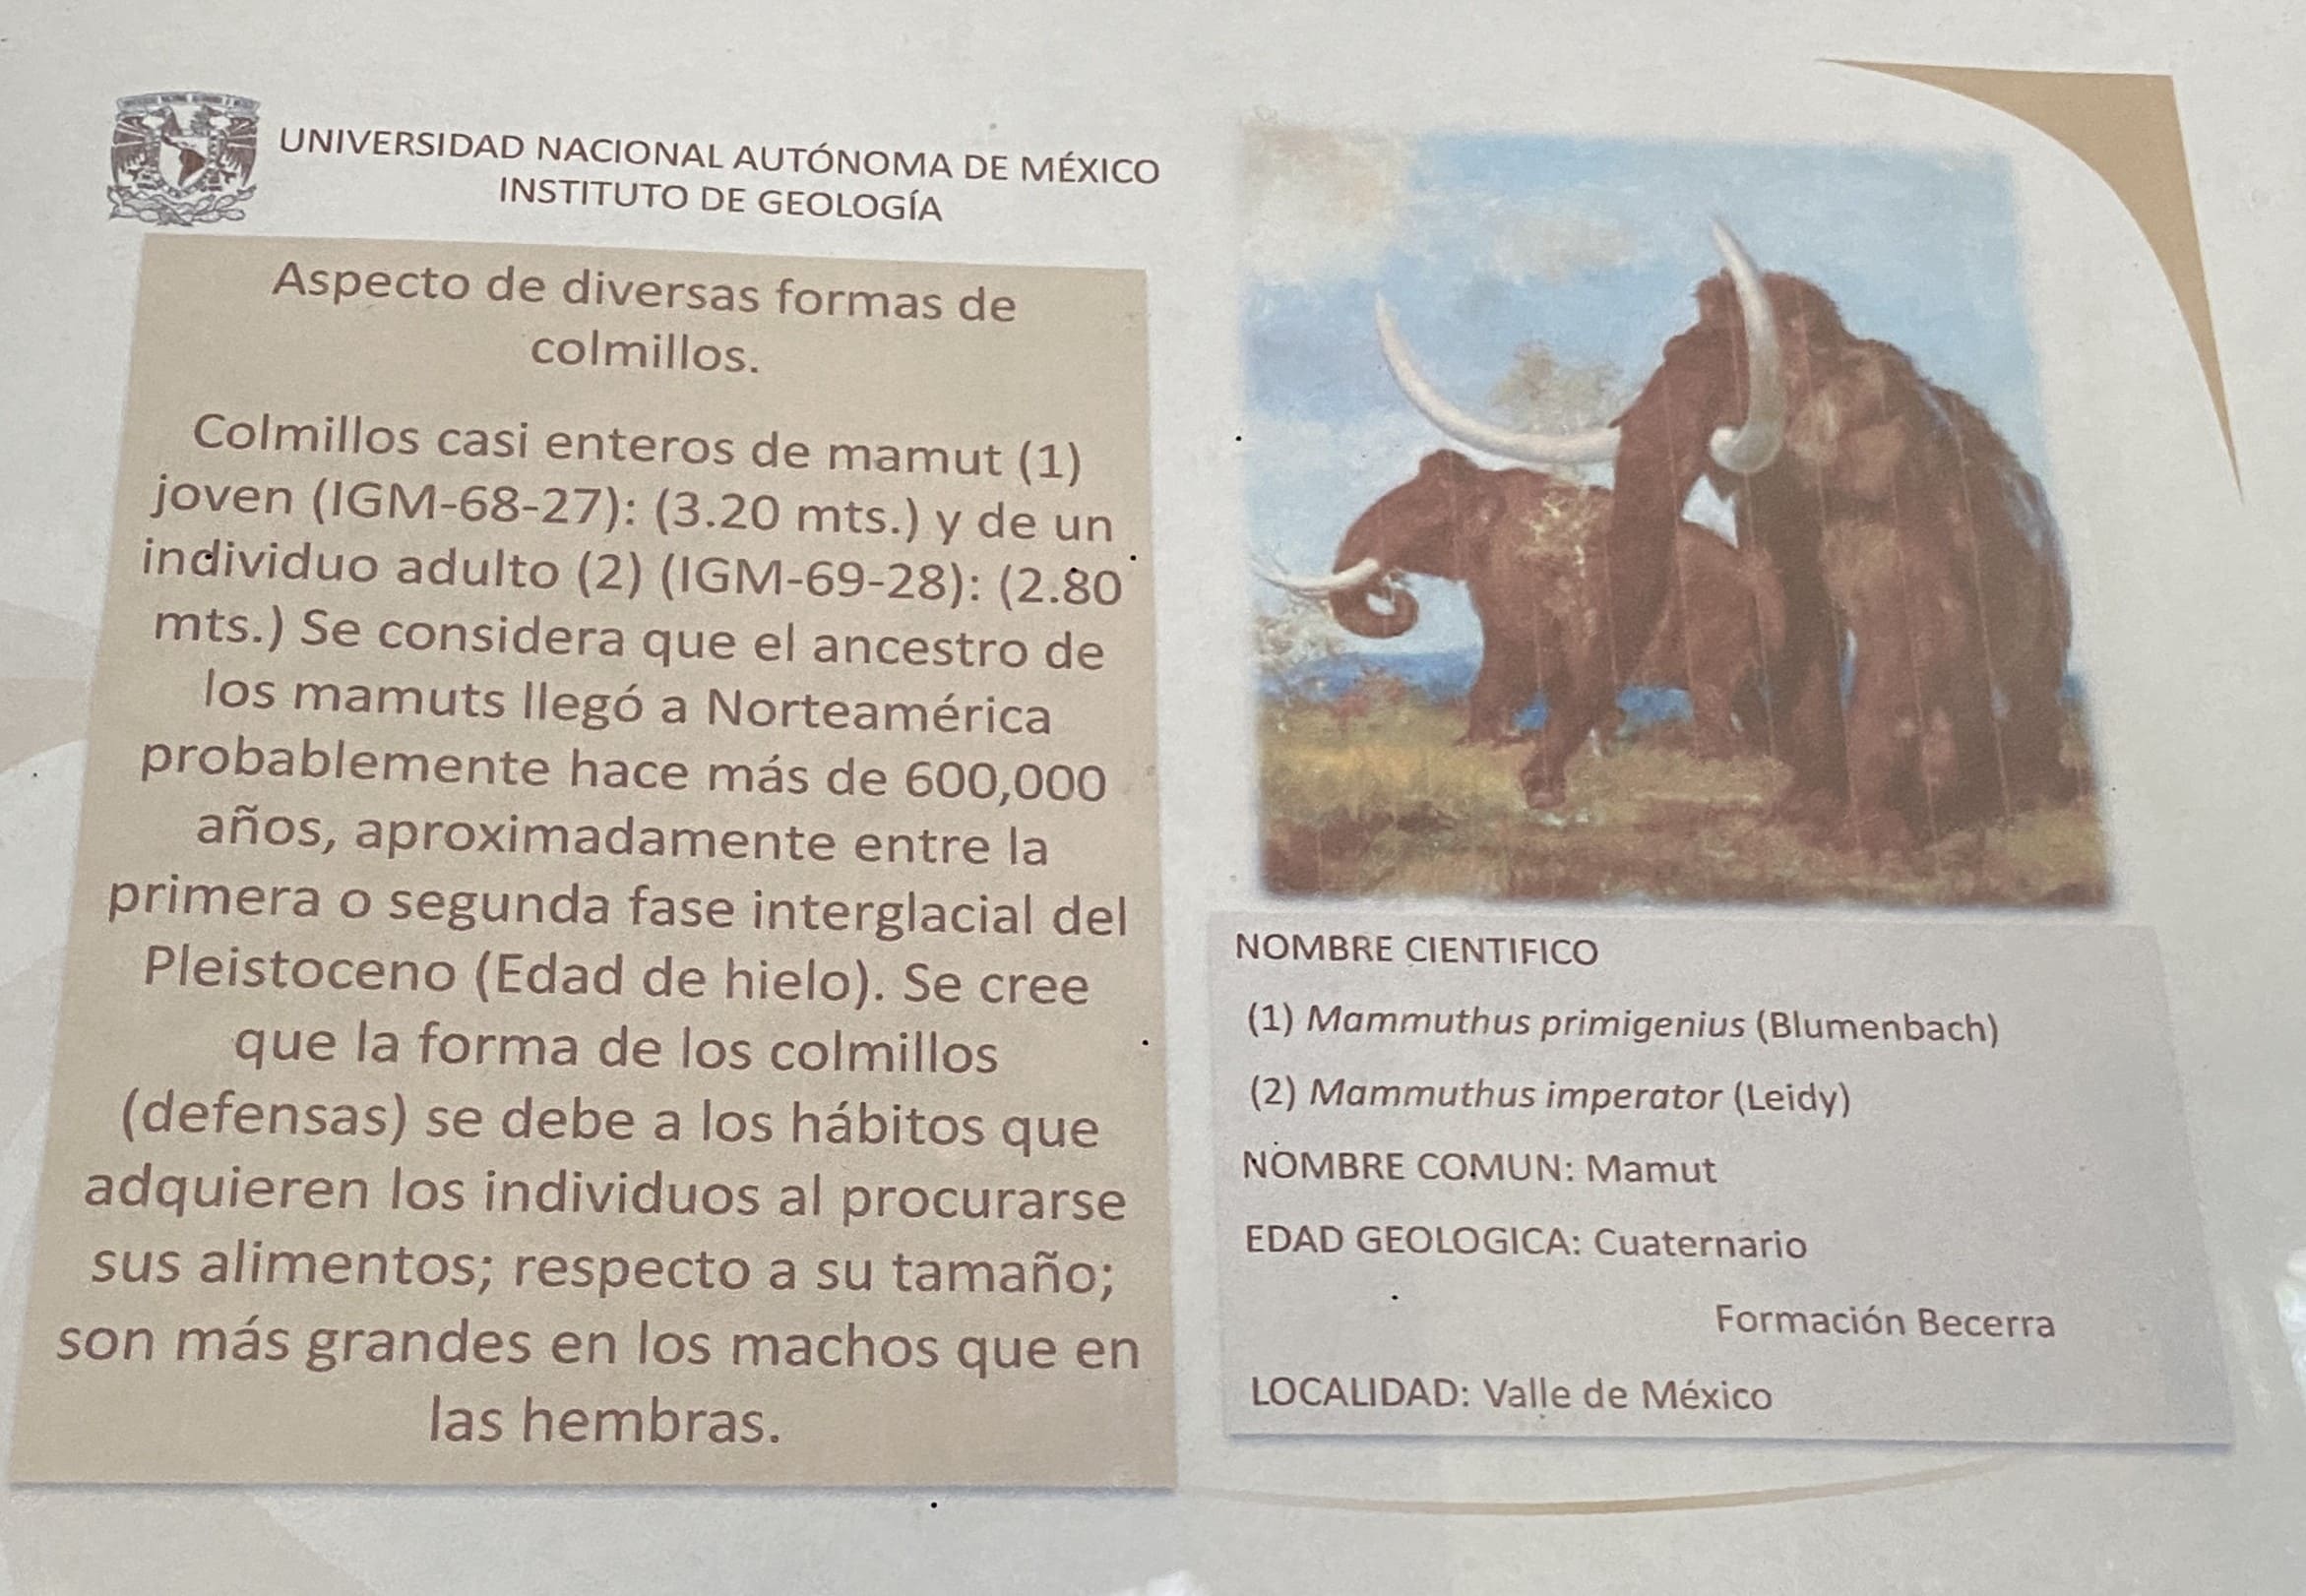 UNIVERSIDAD NACIONAL AUTÓNOMA DE MÉXICO
INSTITUTO DE GEOLOGÍA
Aspecto de diversas formas de
colmillos.
Colmillos casi enteros de mamut (1)
joven (IGM-68-27): (3.20 mts.) y de un
individuo adulto (2) (IGM-69-28): (2.80
mts.) Se considera que el ancestro de
los mamuts llegó a Norteamérica
probablemente hace más de 600,000
años, aproximadamente entre la
primera o segunda fase interglacial del
Pleistoceno (Edad de hielo). Se cree
que la forma de los colmillos
(defensas) se debe a los hábitos que
adquieren los individuos al procurarse
sus alimentos; respecto a su tamaño;
son más grandes en los machos que en
las hembras.
NOMBRE CIENTIFICO
(1) Mammuthus primigenius (Blumenbach)
(2) Mammuthus imperator (Leidy)
NOMBRE COMUN: Mamut
EDAD GEOLOGICA: Cuaternario
Formación Becerra
LOCALIDAD: Valle de México